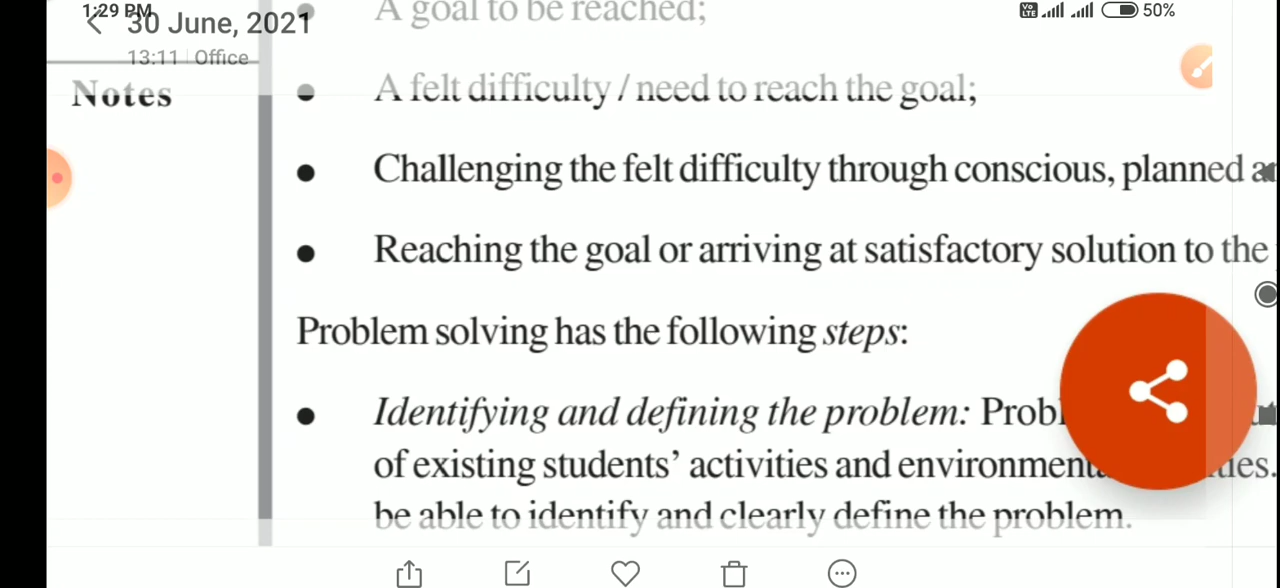 1:29 PM
50%
30 June, 2021
13:11 Office
Notes
A goal to be reached;
A felt difficulty / need to reach the goal;
Challenging the felt difficulty through conscious, planned
Reaching the goal or arriving at satisfactory solution to the
Problem solving has the following steps:
Identifying and defining the problem:
of existing students' activities and
be able to identify and clearly define the problem.